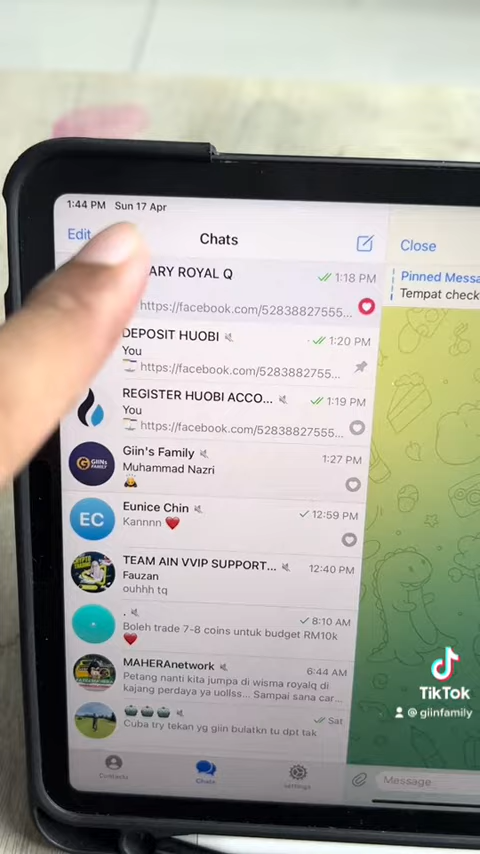 1:44 PM Sun 17 Apr
Edit
Chats
Close
ARY ROYAL Q
1:18 PM
https://facebook.com/52838827555...
Pinned Messa
Tempat check
DEPOSIT HUOBI
1:20 PM
You
https://facebook.com/5283882755...
REGISTER HUOBI ACCO...
1:19 PM
You
https://facebook.com/5283882755...
GIIN's FAMILY
Giin's Family
1:27 PM
Muhammad Nazri
EC
Eunice Chin
12:59 PM
Kannnn ❤️
TEAM AIN VVIP SUPPORT...
12:40 PM
Fauzan
ouhhh tq
.
8:10 AM
Boleh trade 7-8 coins untuk budget RM10k
❤️
MAHERAnetwork
6:44 AM
Petang nanti kita jumpa di wisma royalq di
kajang perdaya ya uollss... Sampai sana car...
Sat
Cuba try tekan yg giin bulatkn tu dpt tak
Contacts
Chats
Settings
Message
TikTok
@ giinfamily